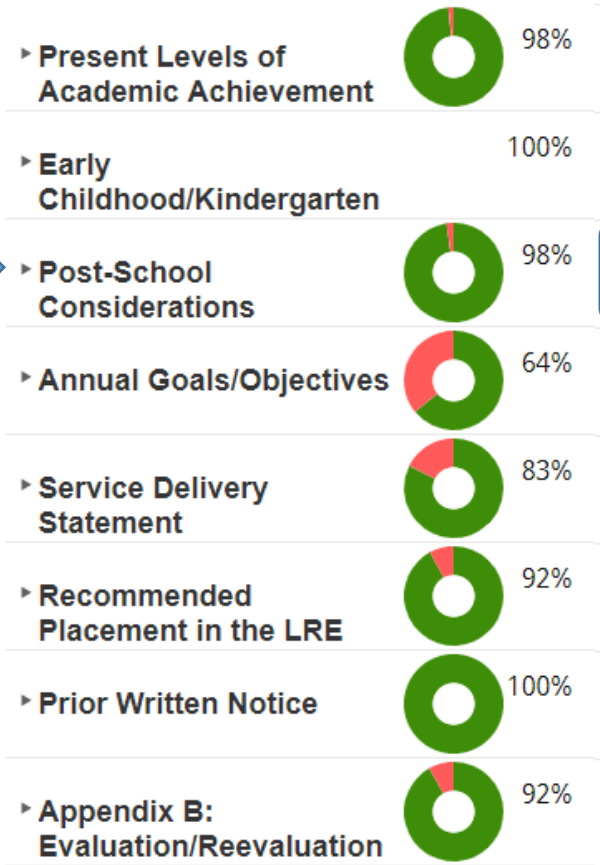 Present Levels of
Academic Achievement
98%
Early
Childhood/Kindergarten
100%
Post-School
Considerations
98%
Annual Goals/Objectives
64%
Service Delivery
Statement
83%
Recommended
Placement in the LRE
92%
Prior Written Notice
100%
Appendix B:
Evaluation/Reevaluation
92%